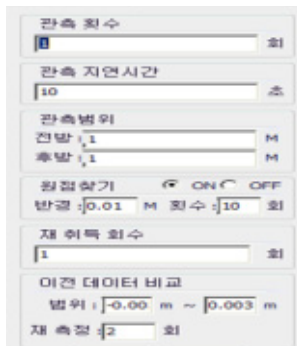 관측 횟수
1 회
관측 지연시간
10 초
관측범위
전방 : 1 M
후방 : 1 M
원점찾기 ON OFF
반경 : 0.01 M 횟수 : 10 회
재 취득 회수
1 회
이전 데이터 비교
범위 : -0.00 m ~ 0.003 m
재 측정 : 2 회